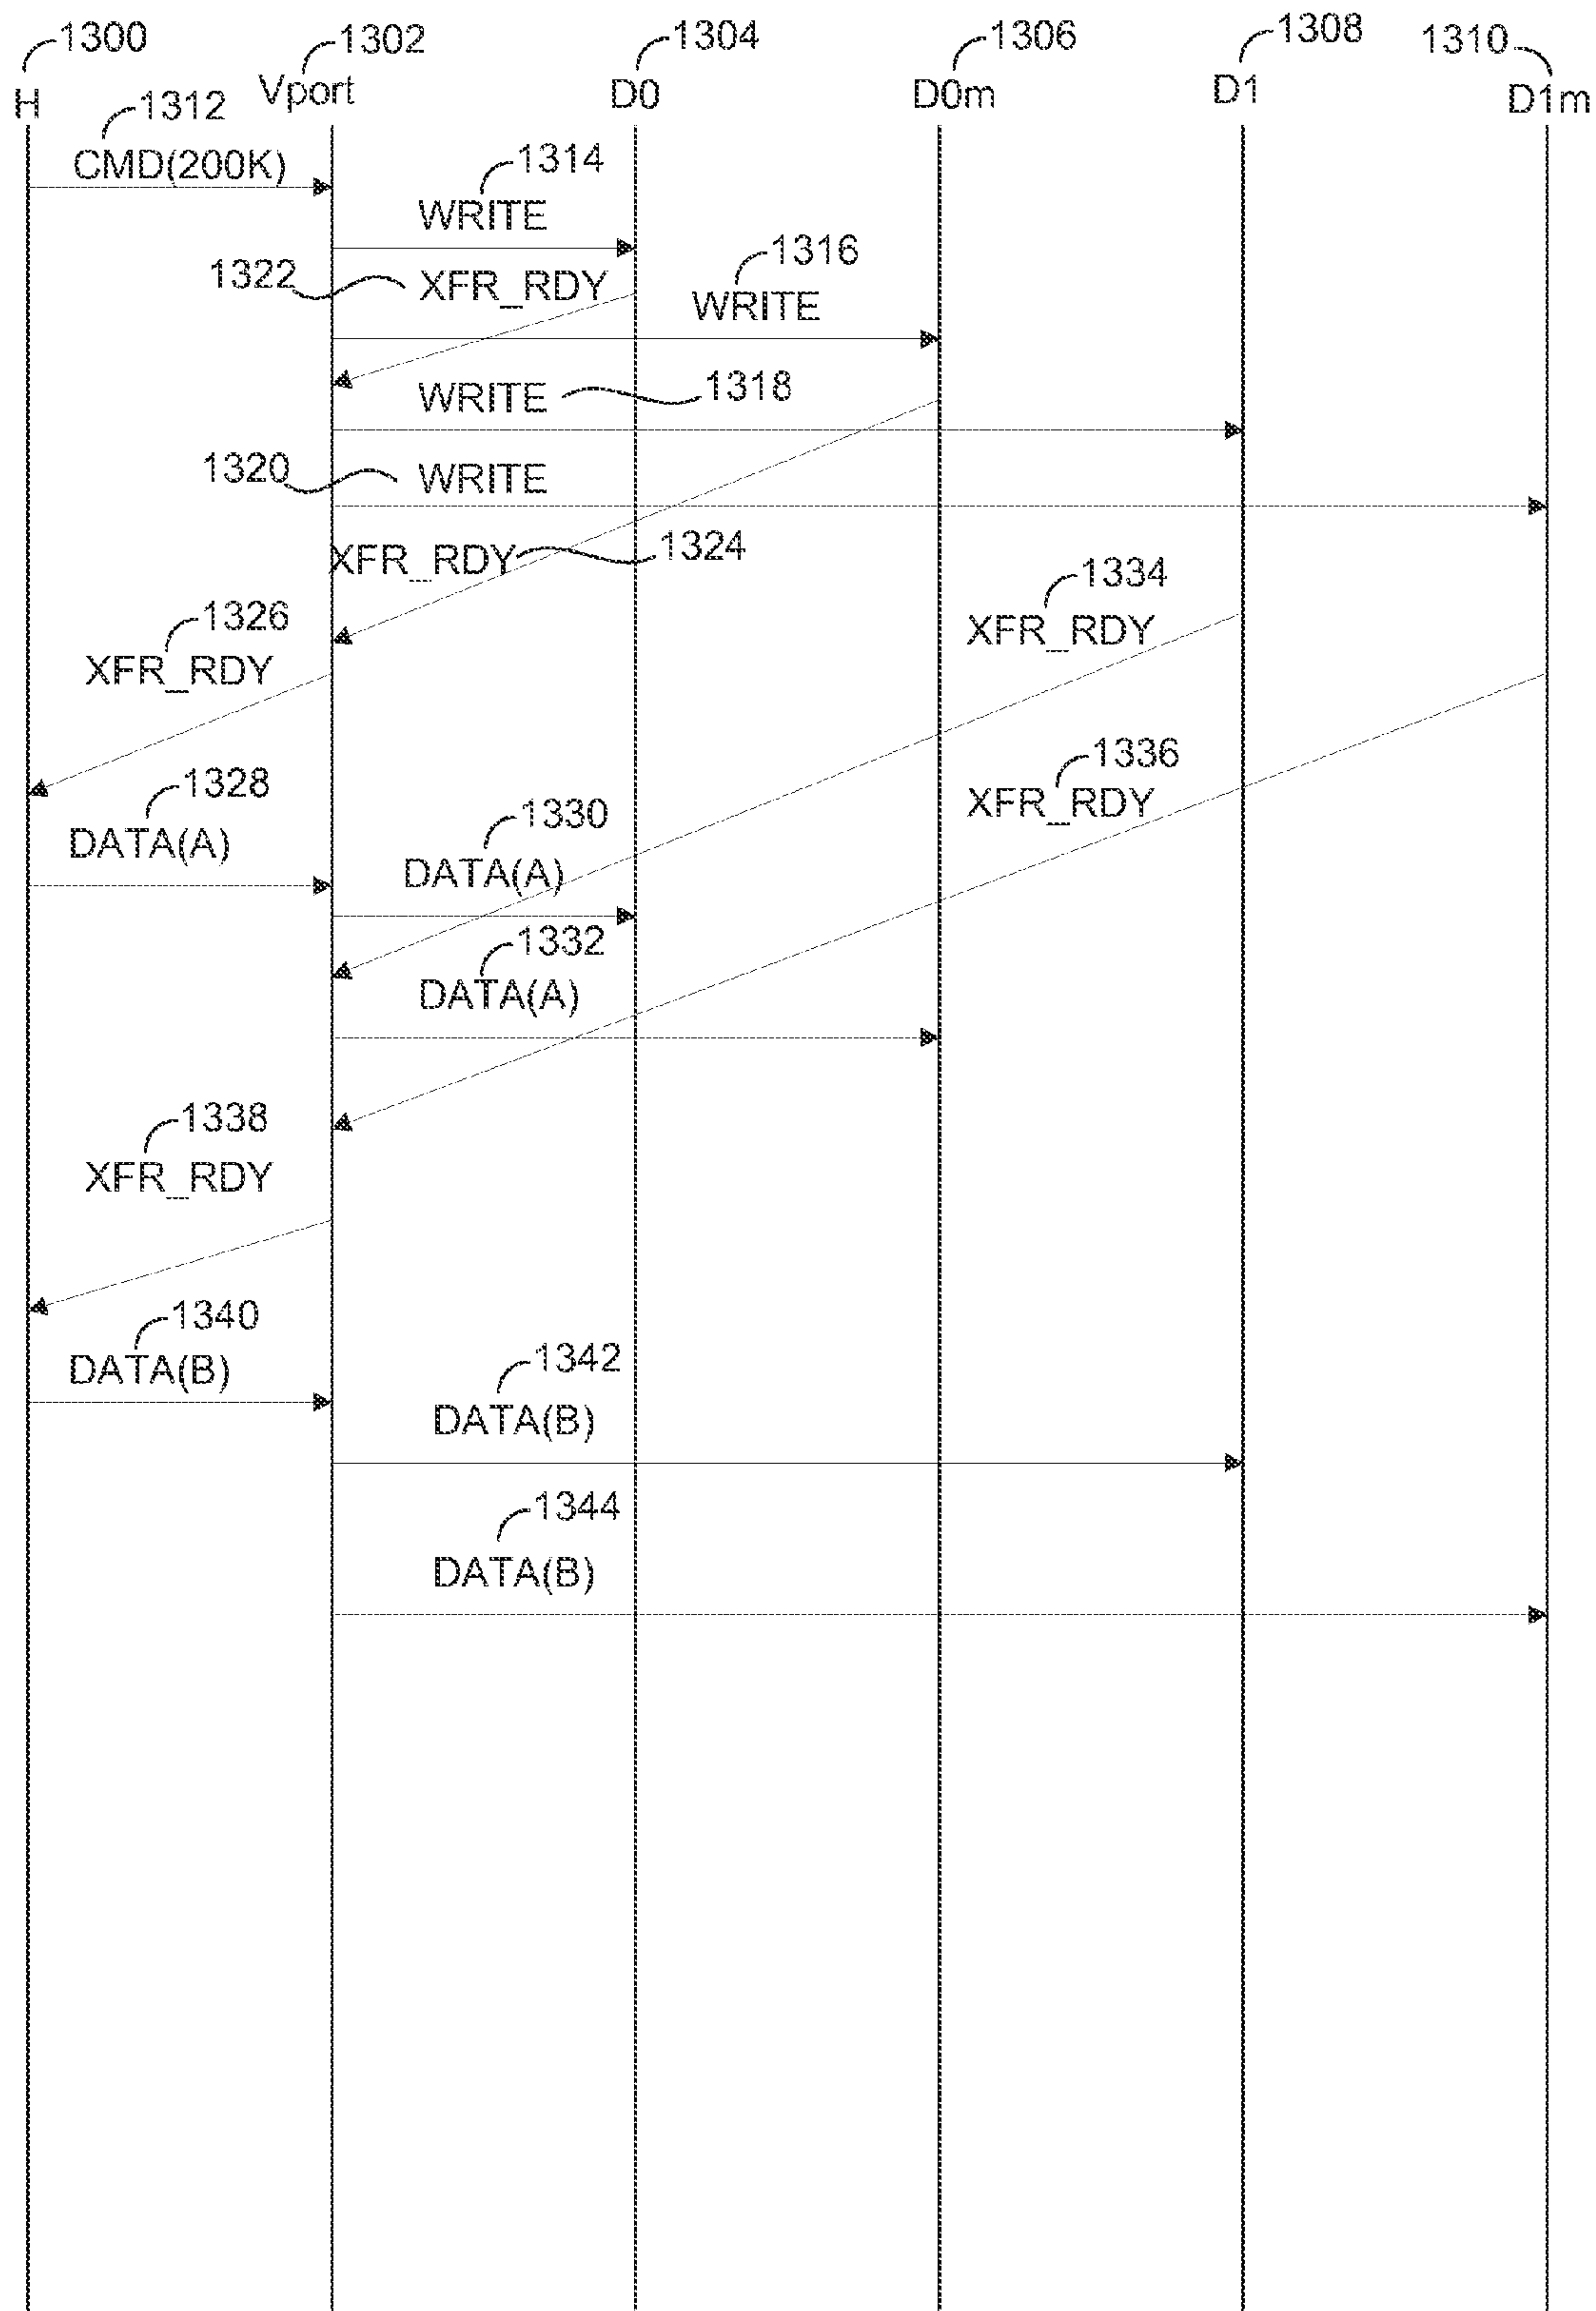 1300
1302
1304
1306
1308
1310
H
Vport
D0
D0m
D1
D1m
1312
CMD(200K)
1314
WRITE
1316
1322
XFR_RDY
WRITE
WRITE
1318
1320
WRITE
XFR_RDY
1324
1334
1326
XFR_RDY
XFR_RDY
1336
1328
XFR_RDY
1330
DATA(A)
DATA(A)
1332
DATA(A)
1338
XFR_RDY
1340
1342
DATA(B)
DATA(B)
1344
DATA(B)